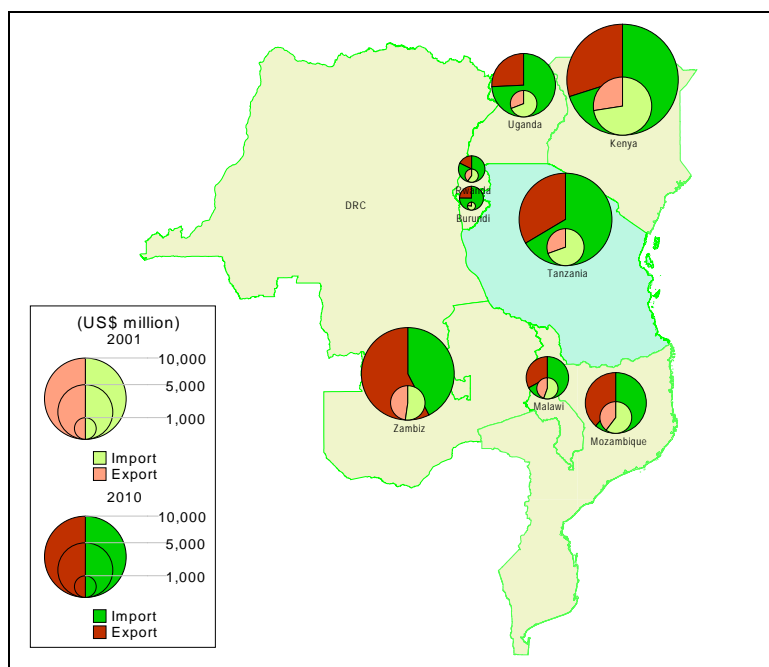 Uganda
Kenya
Rwanda
DRC
Burundi
Tanzania
(US$ million)
2001
10,000
5,000
1,000
Import
Export
2010
10,000
5,000
1,000
Import
Export
Malawi
Zambiz
Mozambique